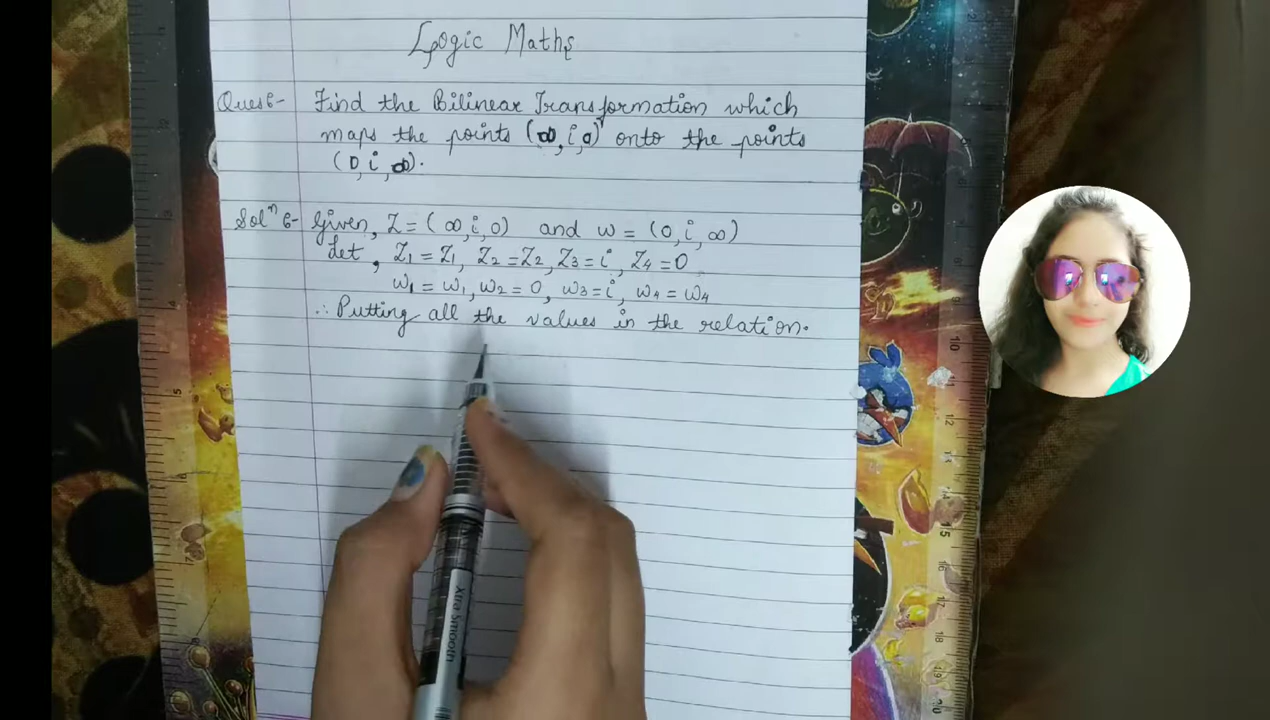 Logic Maths
Ques:- Find the Bilinear Transformation which
maps the points (∞, i, 0) onto the points
(0, i, ∞).
Solⁿ:- Given, Z = (∞, i, 0) and w = (0, i, ∞)
Let, Z₁ = Z₁, Z₂ = Z₂, Z₃ = i, Z₄ = 0
w₁ = w₁, w₂ = 0, w₃ = i, w₄ = w₄
∴ Putting all the values in the relation.
Xtra Smooth